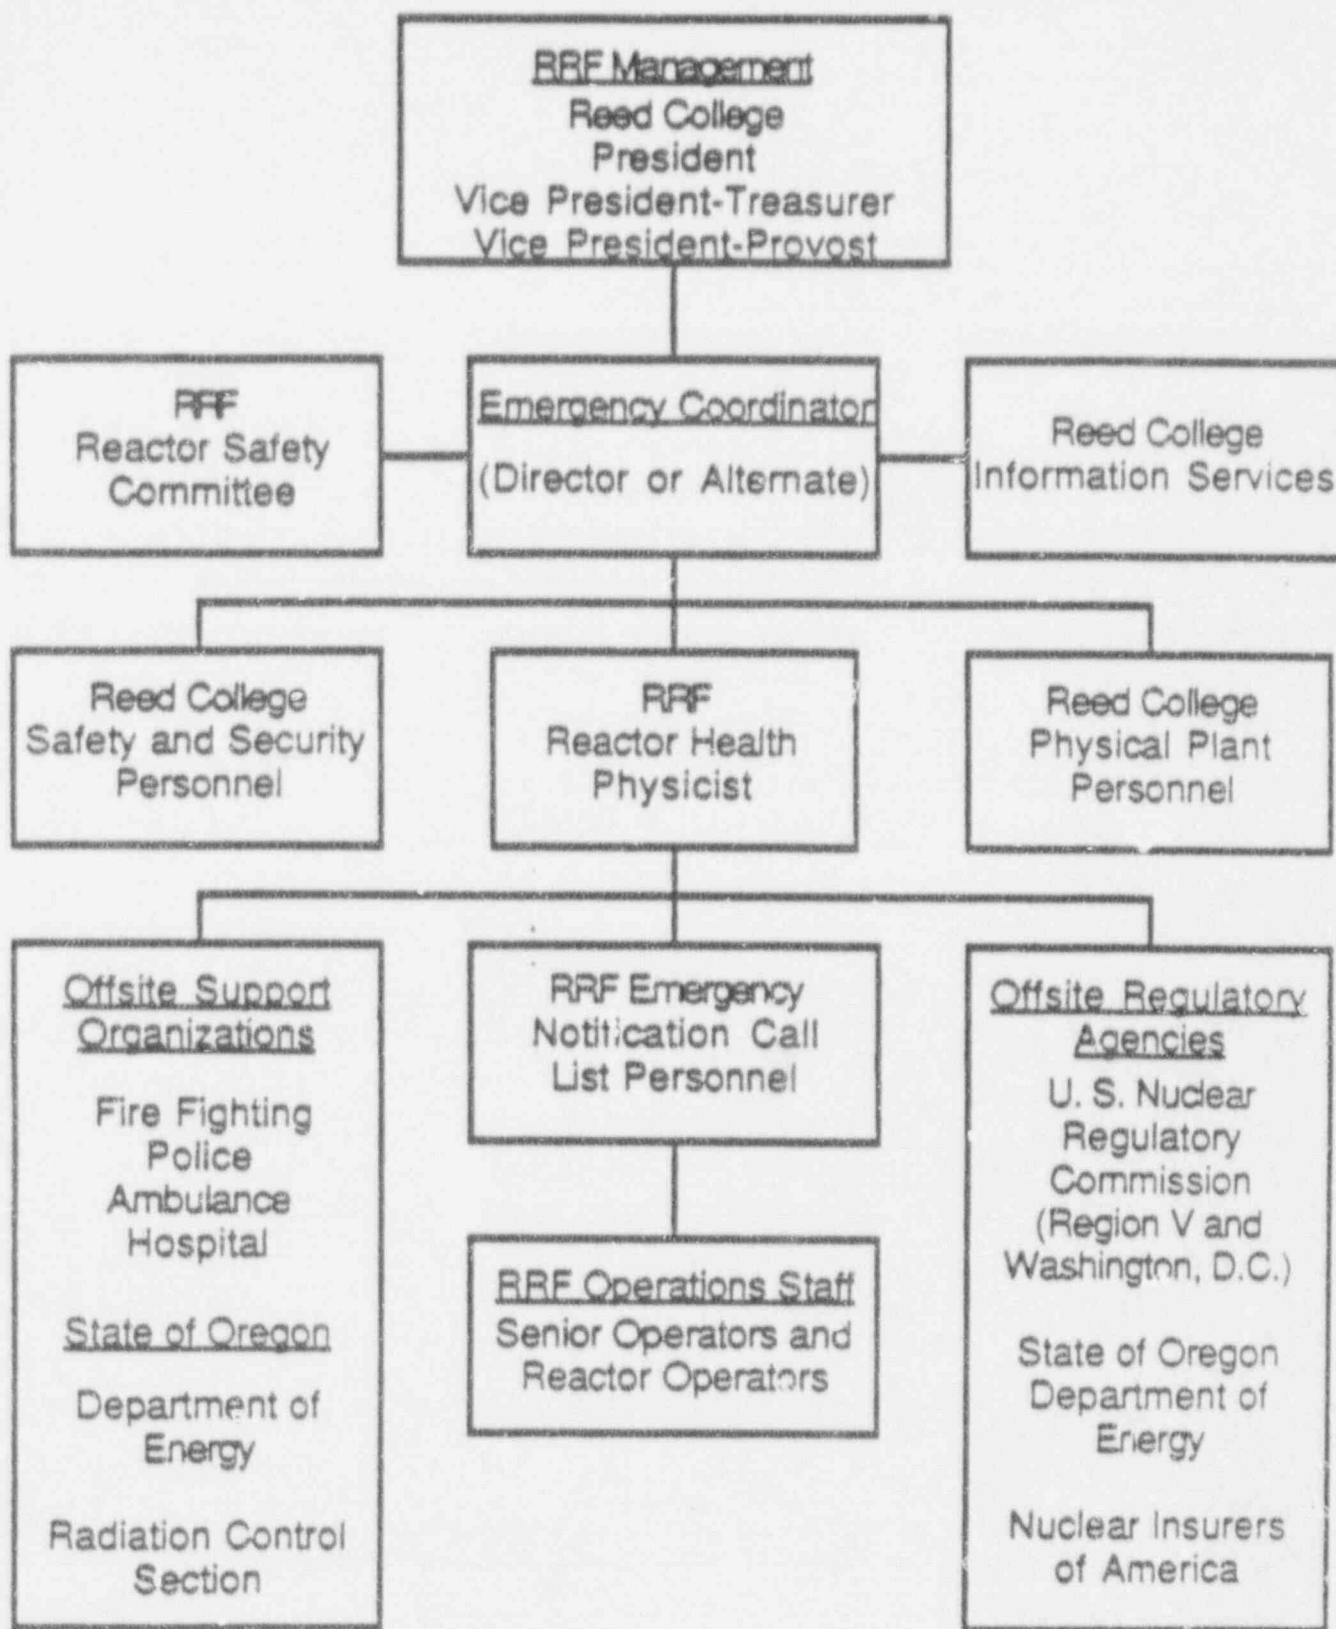 RRF Management
Reed College
President
Vice President-Treasurer
Vice President-Provost
RRF
Reactor Safety
Committee
Emergency Coordinator
(Director or Alternate)
Reed College
Information Services
Reed College
Safety and Security
Personnel
RRF
Reactor Health
Physicist
Reed College
Physical Plant
Personnel
Offsite Support
Organizations
Fire Fighting
Police
Ambulance
Hospital
State of Oregon
Department of
Energy
Radiation Control
Section
RRF Emergency
Notification Call
List Personnel
RRF Operations Staff
Senior Operators and
Reactor Operators
Offsite Regulatory
Agencies
U. S. Nuclear
Regulatory
Commission
(Region V and
Washington, D.C.)
State of Oregon
Department of
Energy
Nuclear Insurers
of America